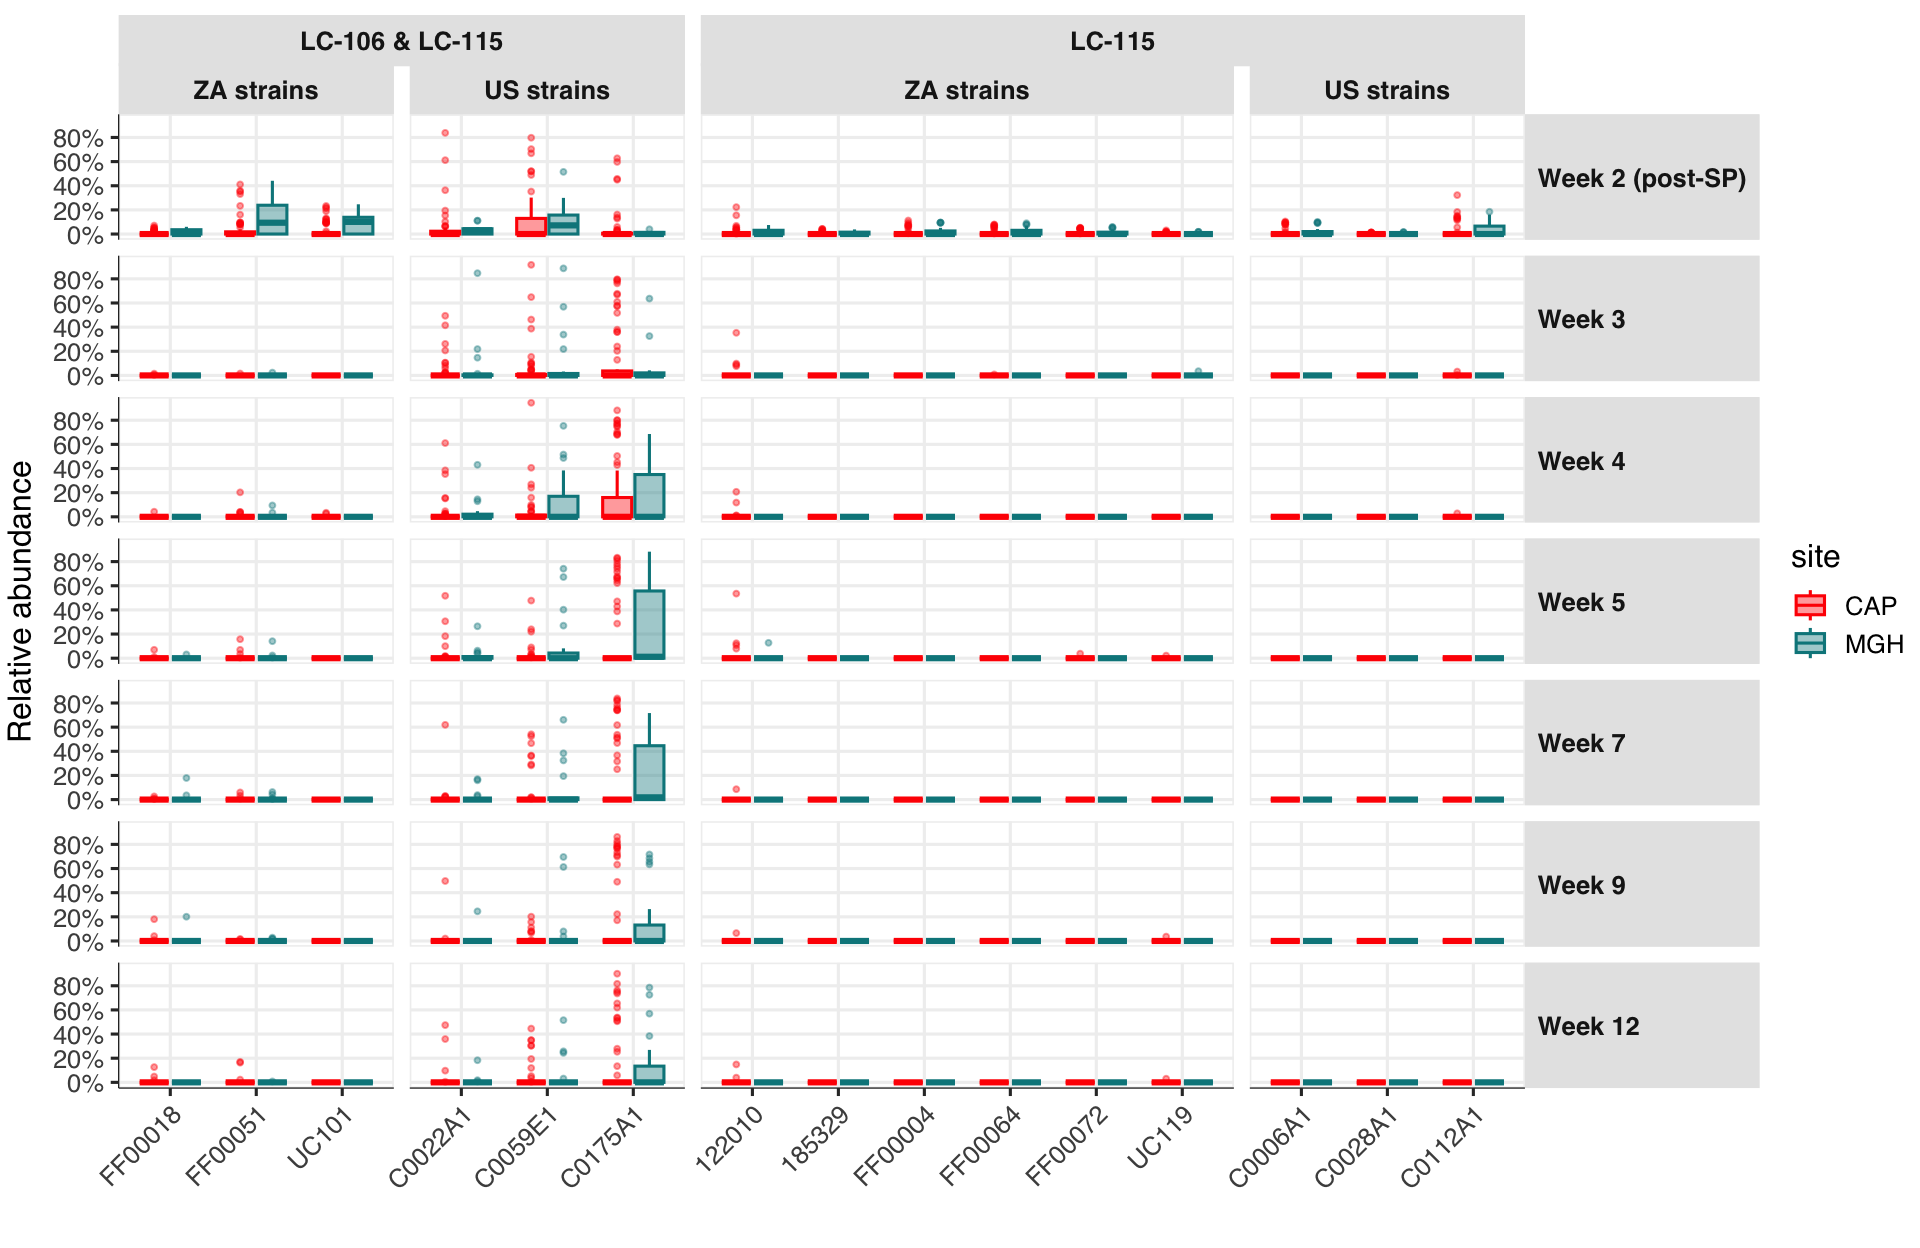 LC-106 & LC-115
LC-115
ZA strains
US strains
ZA strains
US strains
Relative abundance
80%
60%
40%
20%
0%
Week 2 (post-SP)
80%
60%
40%
20%
0%
Week 3
80%
60%
40%
20%
0%
Week 4
80%
60%
40%
20%
0%
Week 5
80%
60%
40%
20%
0%
Week 7
80%
60%
40%
20%
0%
Week 9
80%
60%
40%
20%
0%
Week 12
FF00018
FF00051
UC101
C0022A1
C0059E1
C0175A1
122010
185329
FF00004
FF00064
FF00072
UC119
C0006A1
C0028A1
C0112A1
site
CAP
MGH